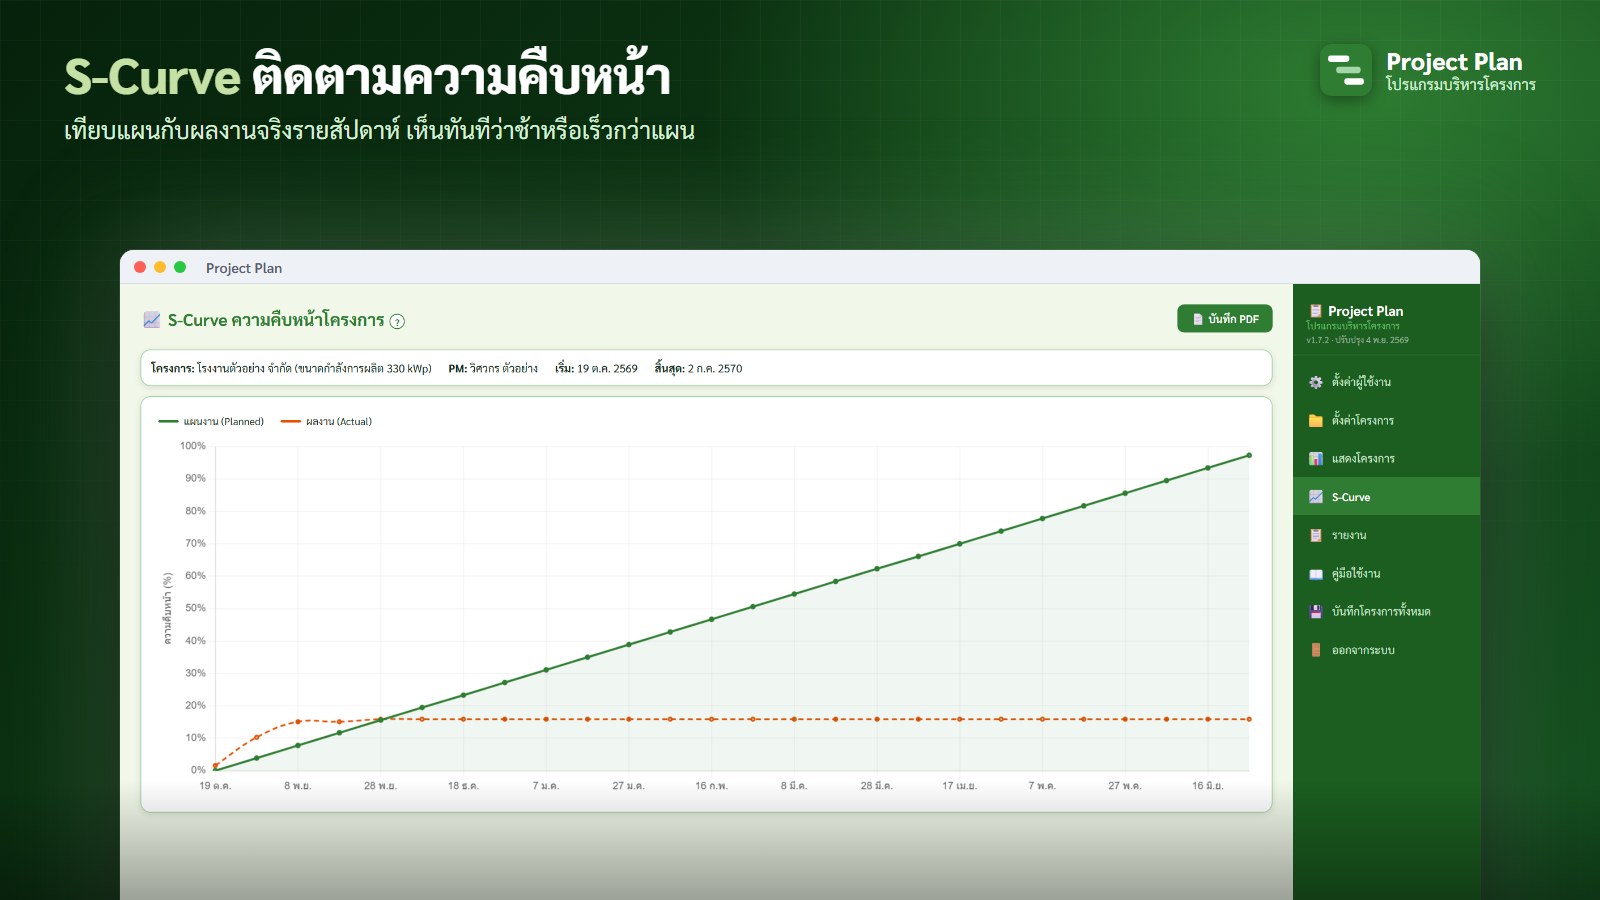 S-Curve ติดตามความคืบหน้า
เทียบแผนกับผลงานจริงรายสัปดาห์ เห็นทันทีว่าช้าหรือเร็วกว่าแผน
Project Plan
โปรแกรมบริหารโครงการ
Project Plan
S-Curve ความคืบหน้าโครงการ ?
บันทึก PDF
โครงการ: โรงงานตัวอย่าง จำกัด (ขนาดกำลังการผลิต 330 kWp) PM: วิศวกร ตัวอย่าง เริ่ม: 19 ต.ค. 2569 สิ้นสุด: 2 ก.ค. 2570
แผนงาน (Planned) ผลงาน (Actual)
ความคืบหน้า (%)
100%
90%
80%
70%
60%
50%
40%
30%
20%
10%
0%
19 ต.ค. 8 พ.ย. 28 พ.ย. 18 ธ.ค. 7 ม.ค. 27 ม.ค. 16 ก.พ. 8 มี.ค. 28 มี.ค. 17 เม.ย. 7 พ.ค. 27 พ.ค. 16 มิ.ย.
Project Plan
โปรแกรมบริหารโครงการ
v1.7.2 · ปรับปรุง 4 พ.ย. 2569
ตั้งค่าผู้ใช้งาน
ตั้งค่าโครงการ
แสดงโครงการ
S-Curve
รายงาน
คู่มือใช้งาน
บันทึกโครงการทั้งหมด
ออกจากระบบ